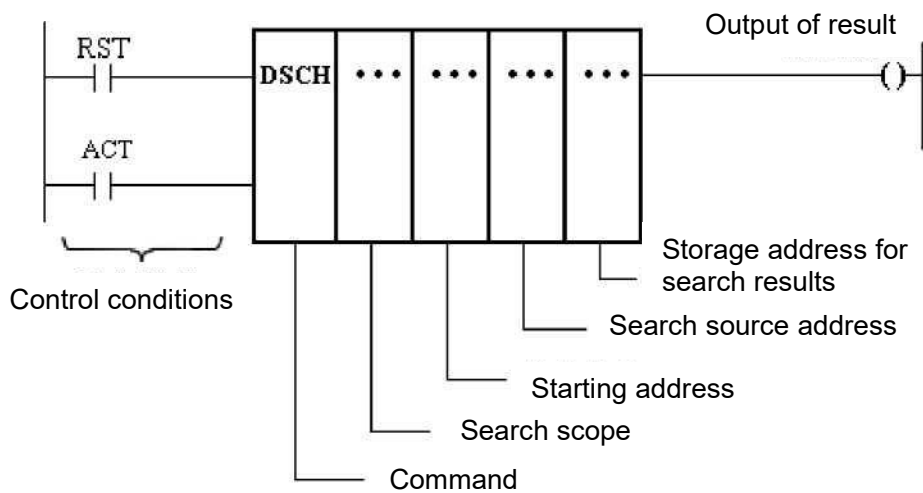 Output of result
RST
DSCH ••• ••• ••• •••
( )
ACT
Control conditions
Storage address for
search results
Search source address
Starting address
Search scope
Command